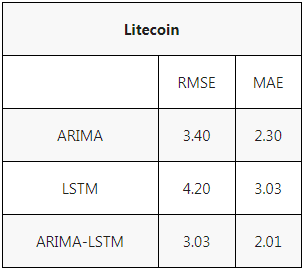 Litecoin
RMSE MAE
ARIMA 3.40 2.30
LSTM 4.20 3.03
ARIMA-LSTM 3.03 2.01